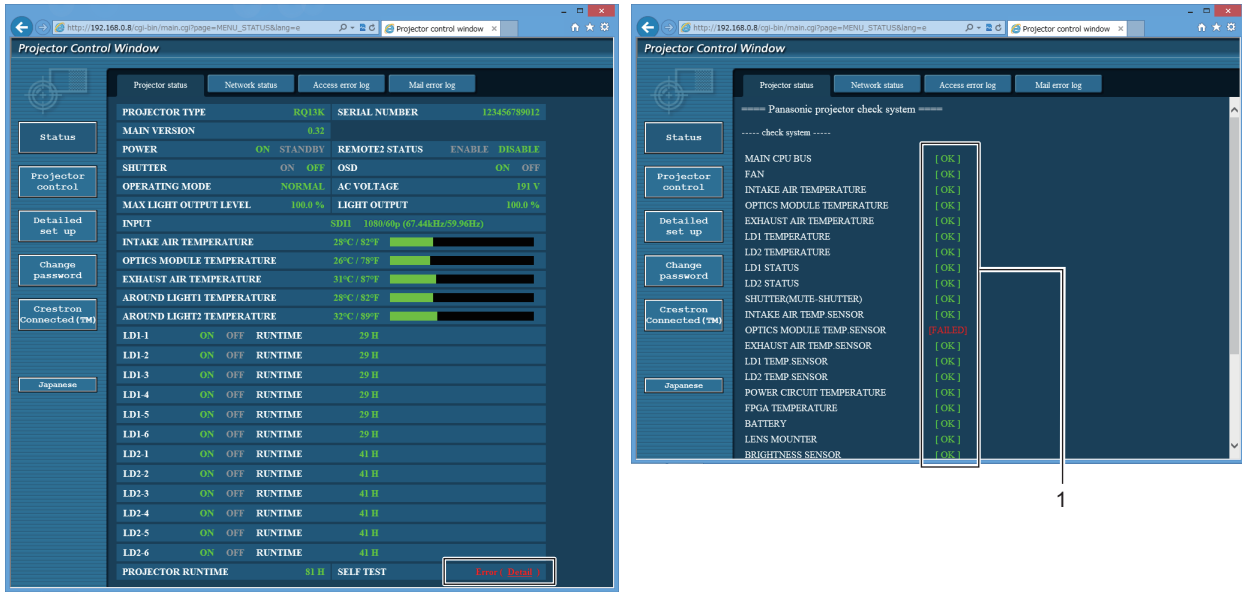 http://192.168.0.8/cgi-bin/main.cgi?page=MENU_STATUS&lang=e
Projector control window
Projector Control Window
Projector status Network status Access error log Mail error log
Status
Projector control
Detailed set up
Change password
Crestron Connected(TM)
Japanese
PROJECTOR TYPE RQ13K SERIAL NUMBER 123456789012
MAIN VERSION 0.32
POWER ON STANDBY REMOTE2 STATUS ENABLE DISABLE
SHUTTER ON OFF OSD ON OFF
OPERATING MODE NORMAL AC VOLTAGE 191 V
MAX LIGHT OUTPUT LEVEL 100.0 % LIGHT OUTPUT 100.0 %
INPUT SDI1 1080/60p (67.44kHz/59.96Hz)
INTAKE AIR TEMPERATURE 28°C / 82°F
OPTICS MODULE TEMPERATURE 26°C / 78°F
EXHAUST AIR TEMPERATURE 31°C / 87°F
AROUND LIGHT1 TEMPERATURE 28°C / 82°F
AROUND LIGHT2 TEMPERATURE 32°C / 89°F
LD1-1 ON OFF RUNTIME 29 H
LD1-2 ON OFF RUNTIME 29 H
LD1-3 ON OFF RUNTIME 29 H
LD1-4 ON OFF RUNTIME 29 H
LD1-5 ON OFF RUNTIME 29 H
LD1-6 ON OFF RUNTIME 29 H
LD2-1 ON OFF RUNTIME 41 H
LD2-2 ON OFF RUNTIME 41 H
LD2-3 ON OFF RUNTIME 41 H
LD2-4 ON OFF RUNTIME 41 H
LD2-5 ON OFF RUNTIME 41 H
LD2-6 ON OFF RUNTIME 41 H
PROJECTOR RUNTIME 81 H SELF TEST Error ( Detail )
http://192.168.0.8/cgi-bin/main.cgi?page=MENU_STATUS&lang=e
Projector control window
Projector Control Window
Projector status Network status Access error log Mail error log
Status
Projector control
Detailed set up
Change password
Crestron Connected(TM)
Japanese
==== Panasonic projector check system ====
----- check system -----
MAIN CPU BUS [ OK ]
FAN [ OK ]
INTAKE AIR TEMPERATURE [ OK ]
OPTICS MODULE TEMPERATURE [ OK ]
EXHAUST AIR TEMPERATURE [ OK ]
LD1 TEMPERATURE [ OK ]
LD2 TEMPERATURE [ OK ]
LD1 STATUS [ OK ]
LD2 STATUS [ OK ]
SHUTTER(MUTE-SHUTTER) [ OK ]
INTAKE AIR TEMP.SENSOR [ OK ]
OPTICS MODULE TEMP.SENSOR [FAILED]
EXHAUST AIR TEMP.SENSOR [ OK ]
LD1 TEMP.SENSOR [ OK ]
LD2 TEMP.SENSOR [ OK ]
POWER CIRCUIT TEMPERATURE [ OK ]
FPGA TEMPERATURE [ OK ]
BATTERY [ OK ]
LENS MOUNTER [ OK ]
BRIGHTNESS SENSOR [ OK ]
1